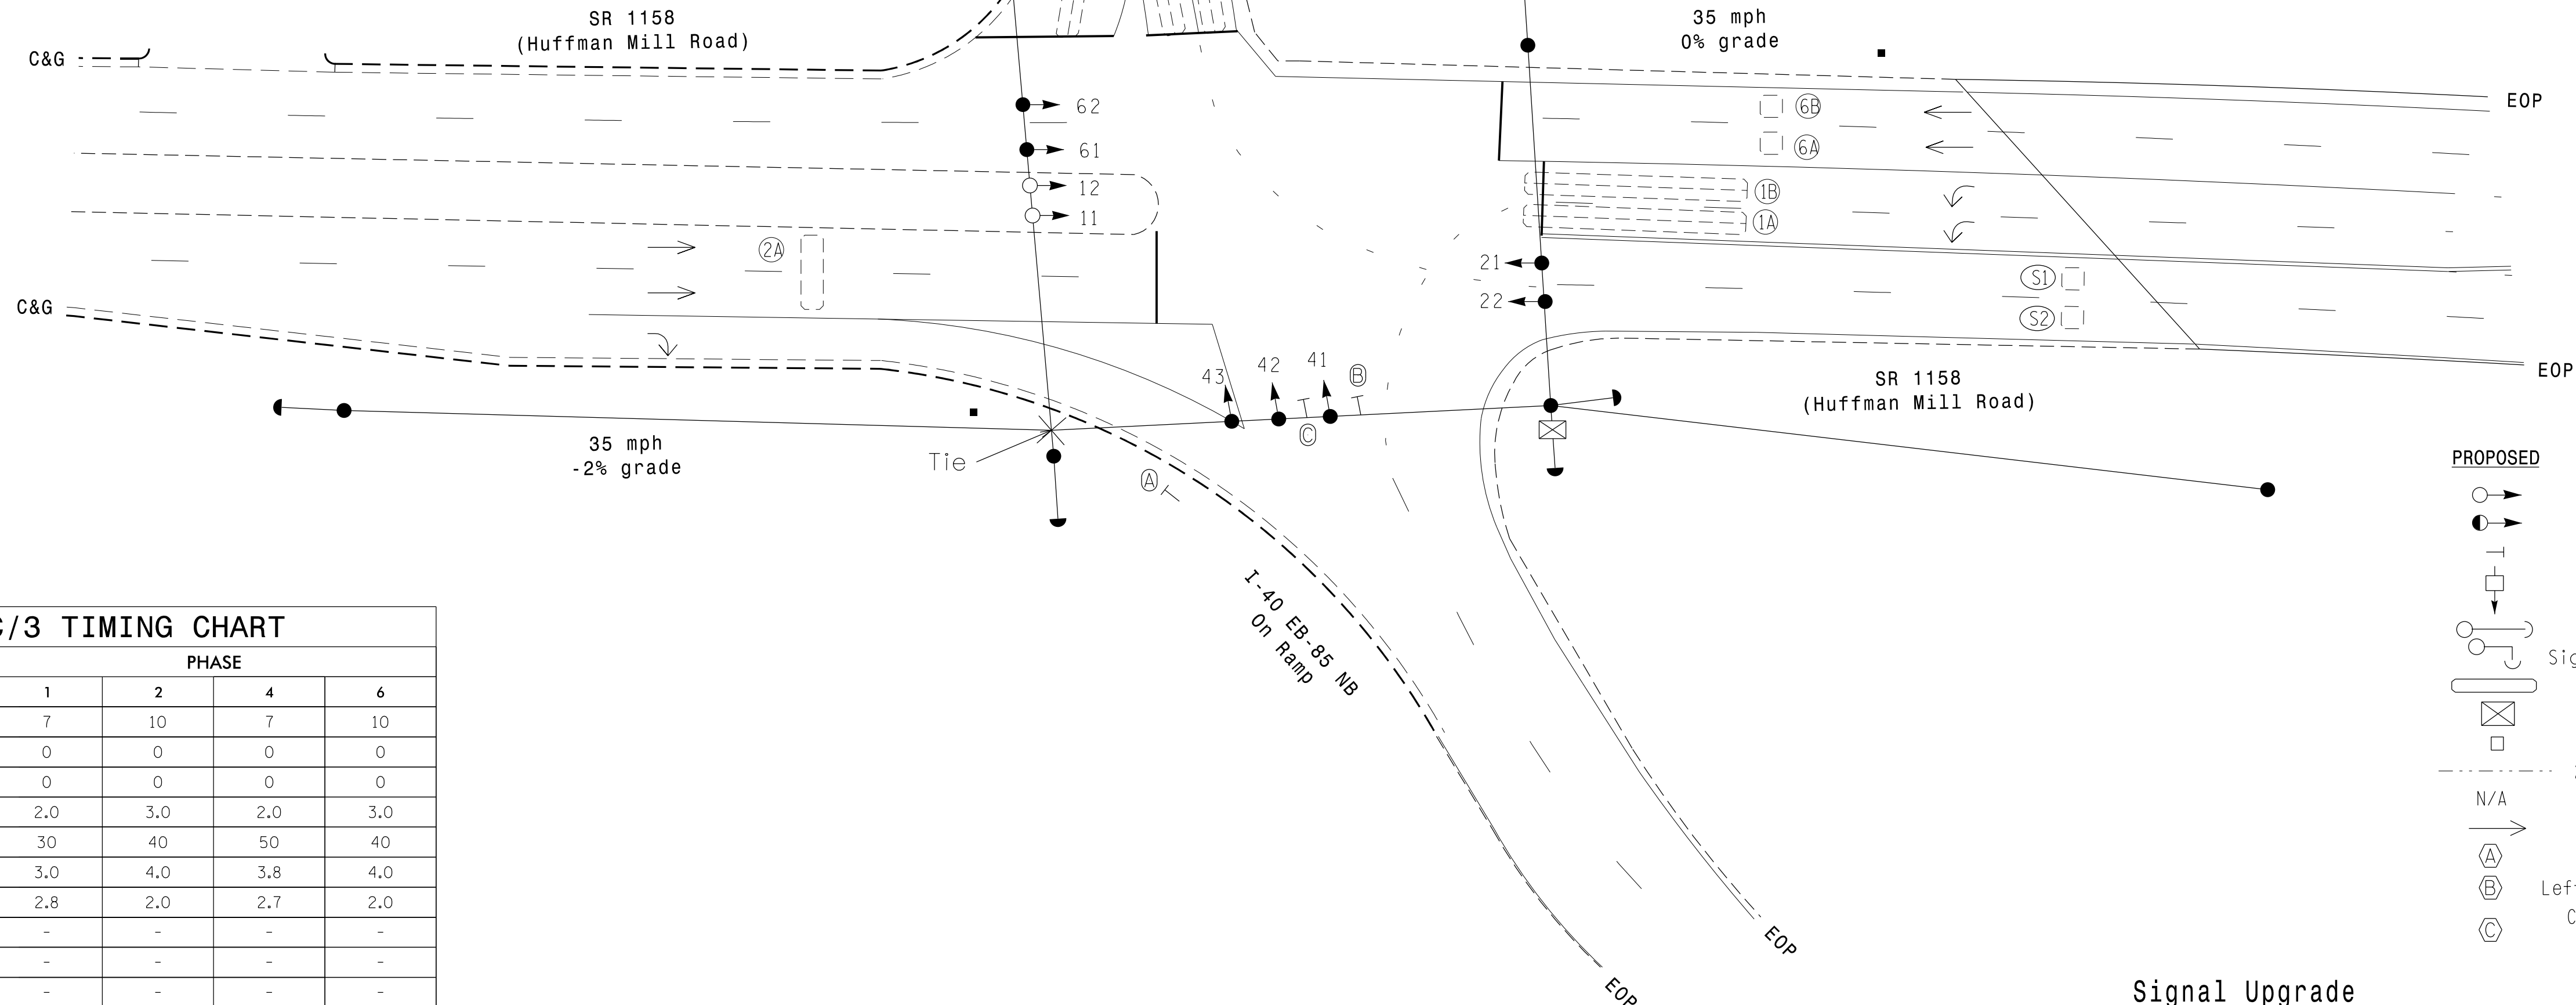 SR 1158
(Huffman Mill Road)
35 mph
0% grade
C&G
EOP
62
61
12
11
6B
6A
1B
1A
2A
21
22
S1
S2
C&G
43
42
41
B
C
A
Tie
35 mph
-2% grade
SR 1158
(Huffman Mill Road)
EOP
I-40 EB-85 NB
On Ramp
EOP
EOP
PROPOSED
N/A
A
B
C
C/3 TIMING CHART
PHASE
1 2 4 6
7 10 7 10
0 0 0 0
0 0 0 0
2.0 3.0 2.0 3.0
30 40 50 40
3.0 4.0 3.8 4.0
2.8 2.0 2.7 2.0
- - - -
- - - -
- - - -
Signal Upgrade